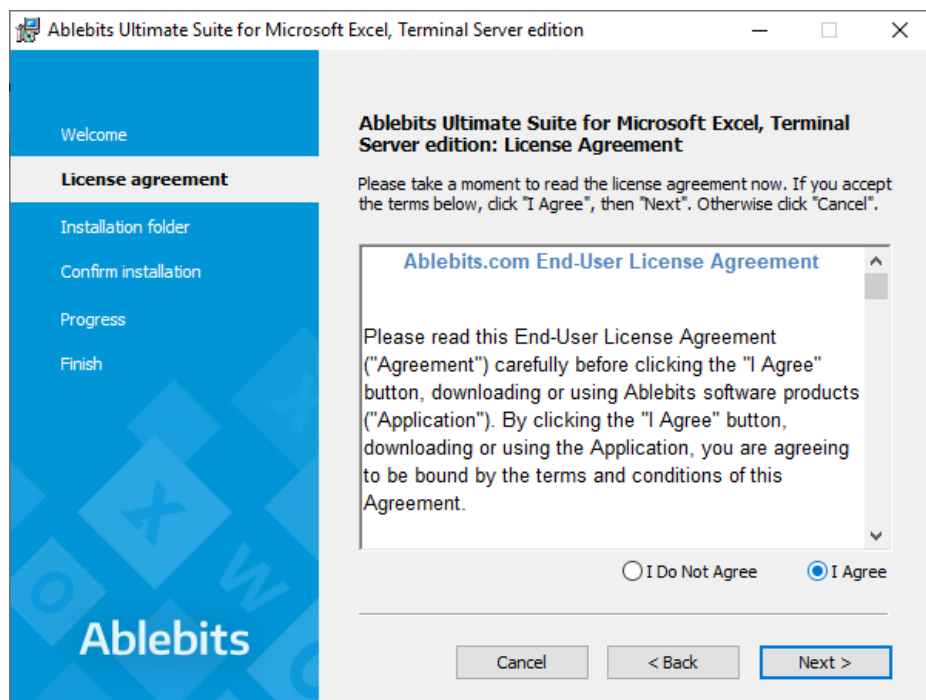 Ablebits Ultimate Suite for Microsoft Excel, Terminal Server edition
Welcome
License agreement
Installation folder
Confirm installation
Progress
Finish
Ablebits
Ablebits Ultimate Suite for Microsoft Excel, Terminal
Server edition: License Agreement
Please take a moment to read the license agreement now. If you accept
the terms below, click "I Agree", then "Next". Otherwise click "Cancel".
Ablebits.com End-User License Agreement
Please read this End-User License Agreement
("Agreement") carefully before clicking the "I Agree"
button, downloading or using Ablebits software products
("Application"). By clicking the "I Agree" button,
downloading or using the Application, you are agreeing
to be bound by the terms and conditions of this
Agreement.
I Do Not Agree
I Agree
Cancel
< Back
Next >